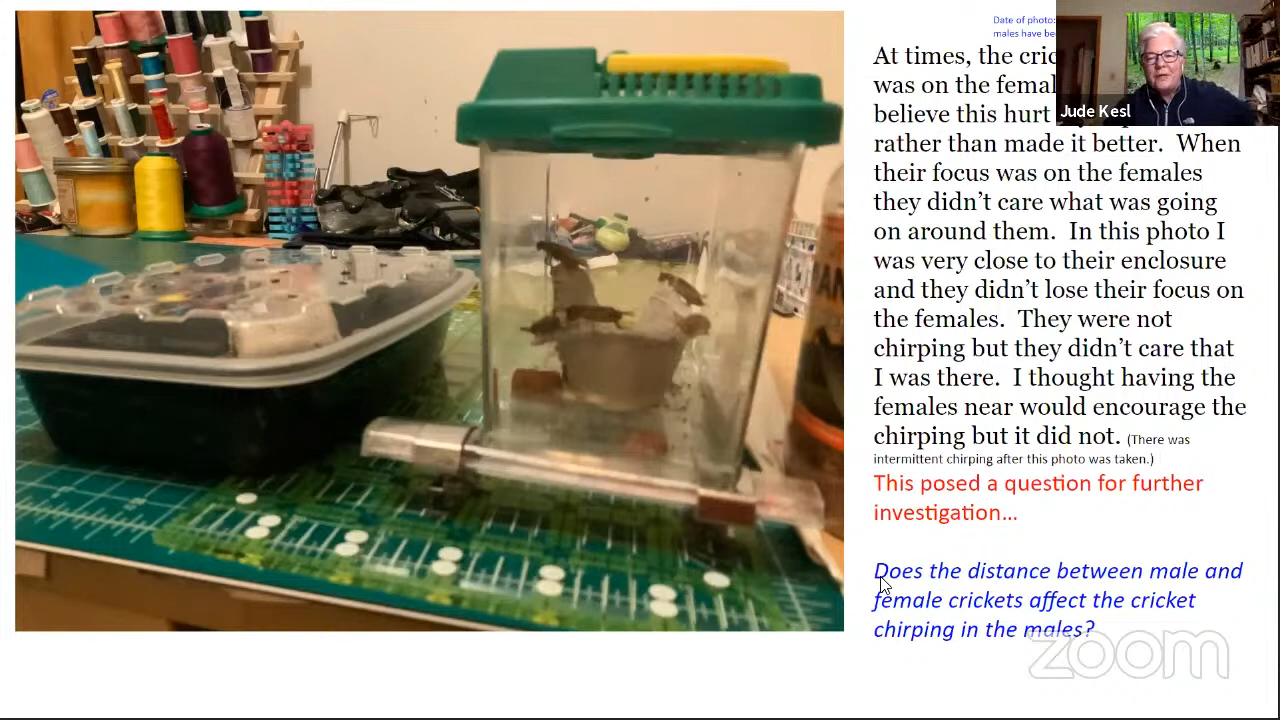 Date of photo:
males have be
At times, the cric
was on the femal
believe this hurt
rather than made it better. When
their focus was on the females
they didn’t care what was going
on around them. In this photo I
was very close to their enclosure
and they didn’t lose their focus on
the females. They were not
chirping but they didn’t care that
I was there. I thought having the
females near would encourage the
chirping but it did not. (There was
intermittent chirping after this photo was taken.)
This posed a question for further
investigation...
Does the distance between male and
female crickets affect the cricket
chirping in the males?
Jude Kesl
zoom